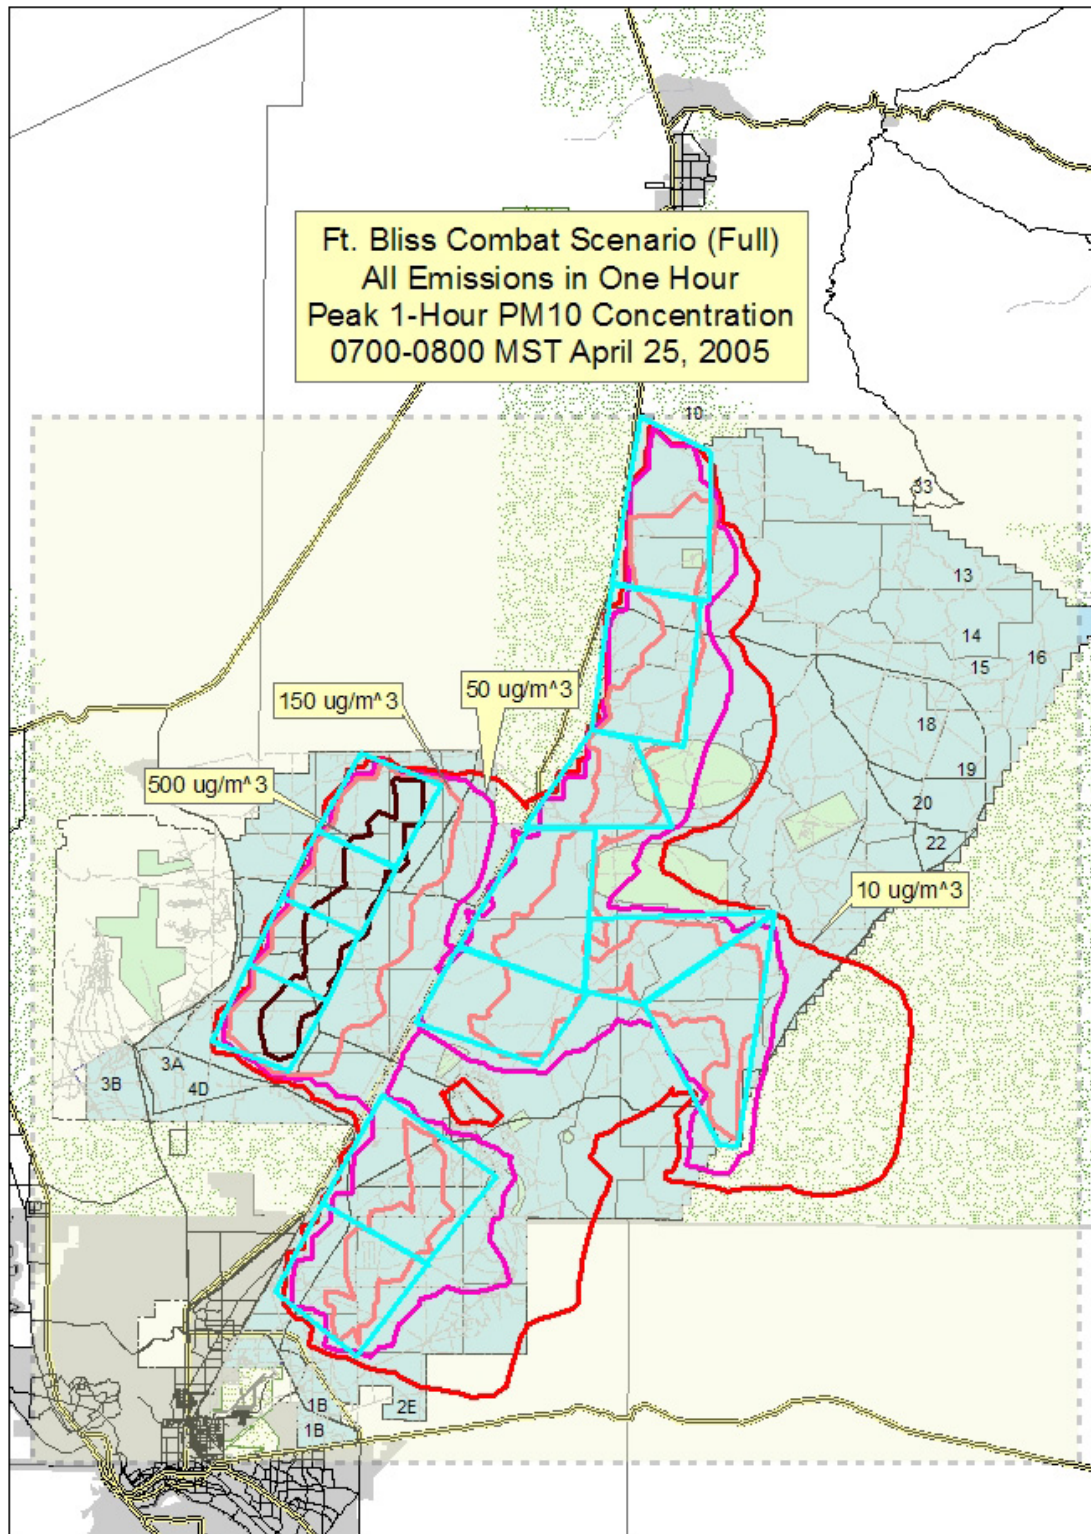 Ft. Bliss Combat Scenario (Full)
All Emissions in One Hour
Peak 1-Hour PM10 Concentration
0700-0800 MST April 25, 2005
10
33
13
14
15
16
150 ug/m^3
50 ug/m^3
18
19
500 ug/m^3
20
22
10 ug/m^3
3A
3B
4D
1B
2E
1B